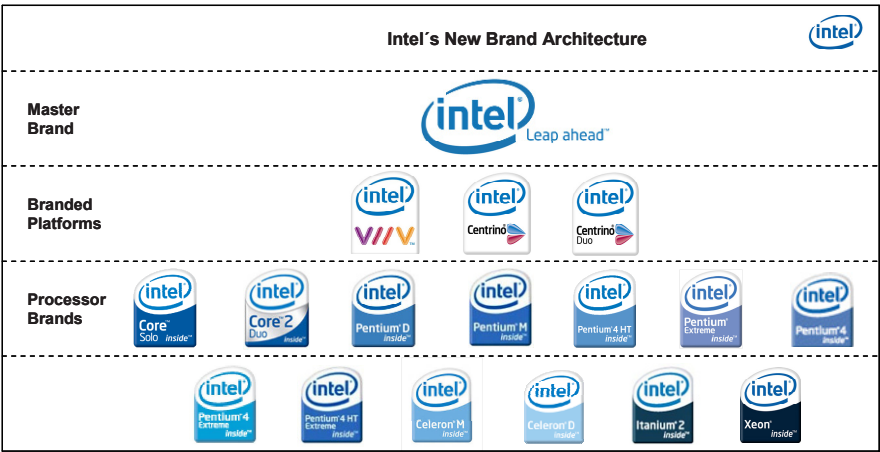 Intel´s New Brand Architecture
intel
Master
Brand
intel®
Leap ahead™
Branded
Platforms
intel
VIIV™
intel
Centrino
intel
Centrino
Duo
Processor
Brands
intel
Core™
Solo inside™
intel
Core™2
Duo
inside™
intel
Pentium®D
inside™
intel
Pentium®M
inside™
intel
Pentium®4 HT
inside™
intel
Pentium®
Extreme
inside™
intel
Pentium®4
inside™
intel
Pentium®4
Extreme
inside™
intel
Pentium®4 HT
Extreme
inside™
intel
Celeron®M
inside™
intel
Celeron®D
inside™
intel
Itanium®2
inside™
intel
Xeon®
inside™